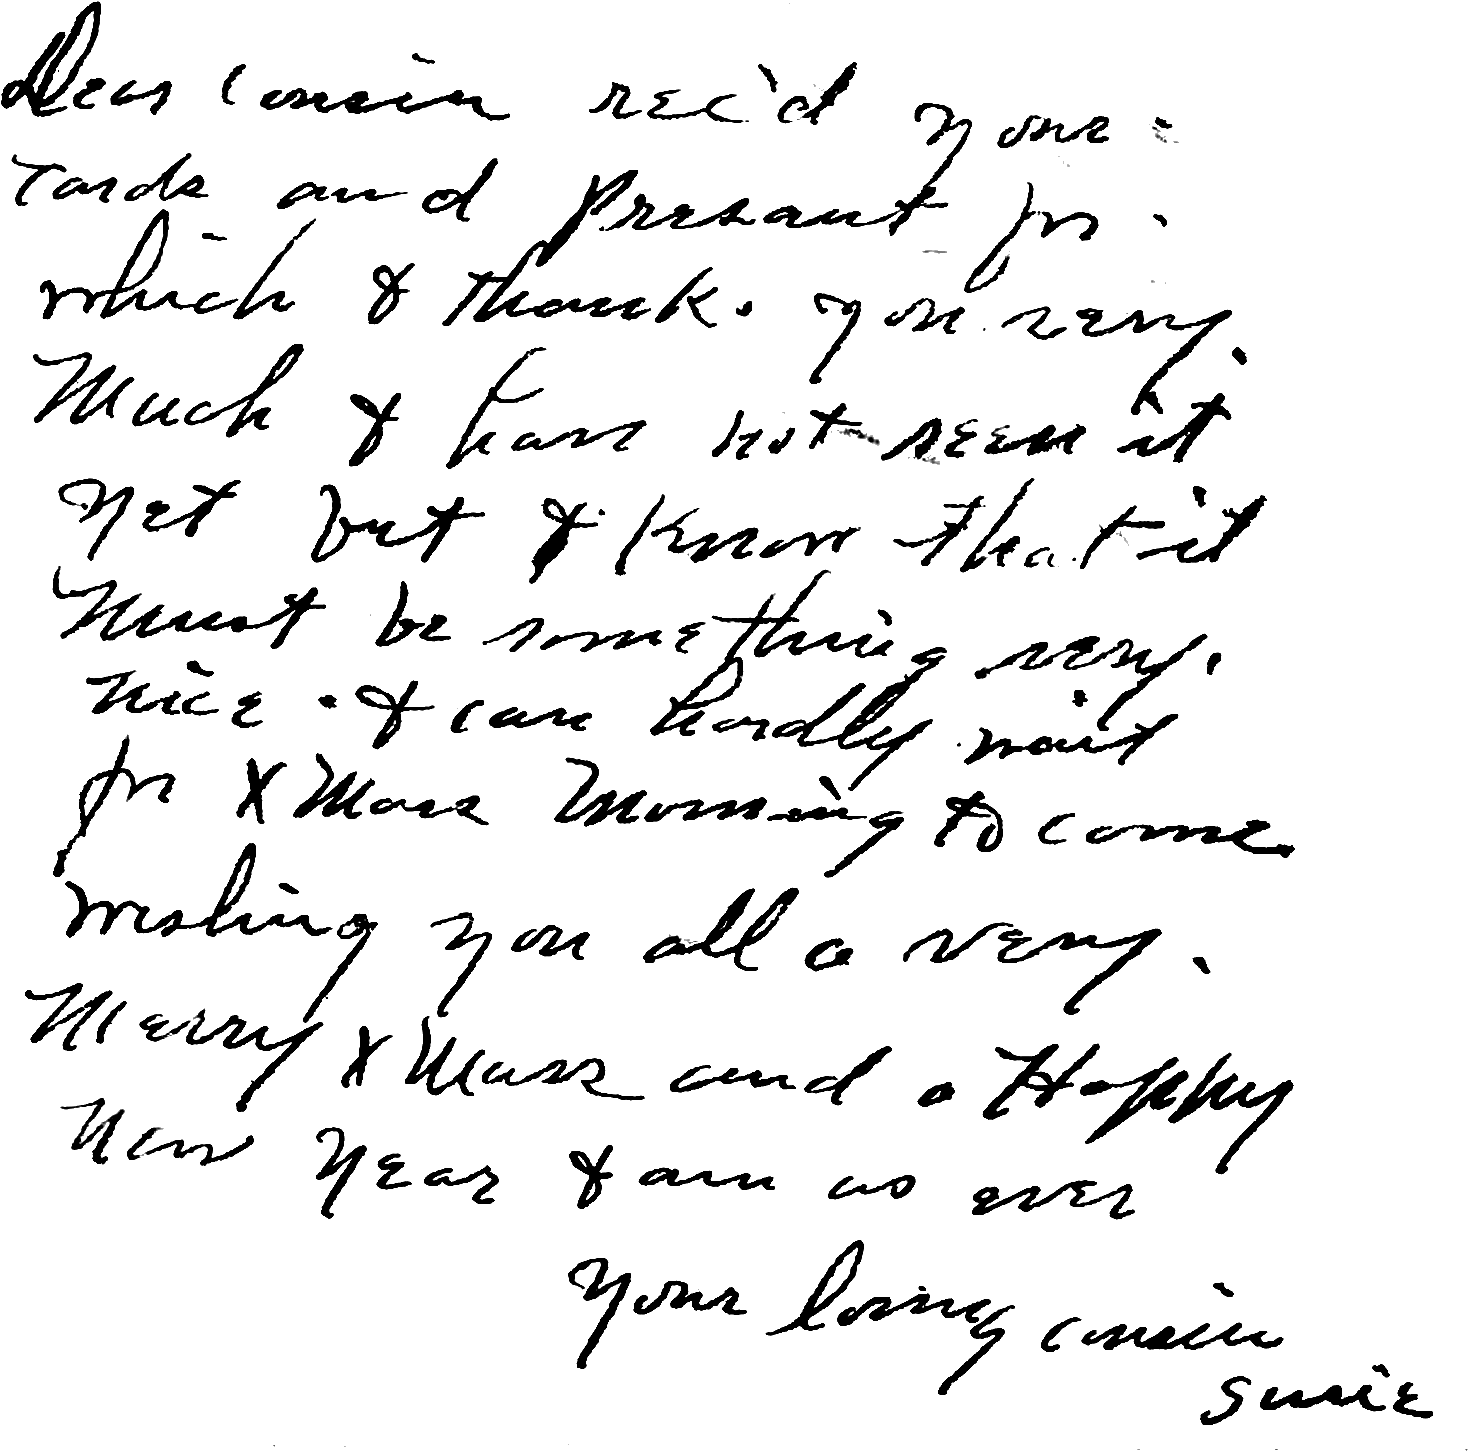 Dear Cousin rec'd your
Cards and Presant for
which I thank. you very.
Much I have not seen it
Yet but I Know that it
Must be something very.
nice. I can hardly wait
for XMass Morning to come.
wishing you all a very.
Merry XMass and a Happy
New Year I am as ever
Your loving cousin
Susie